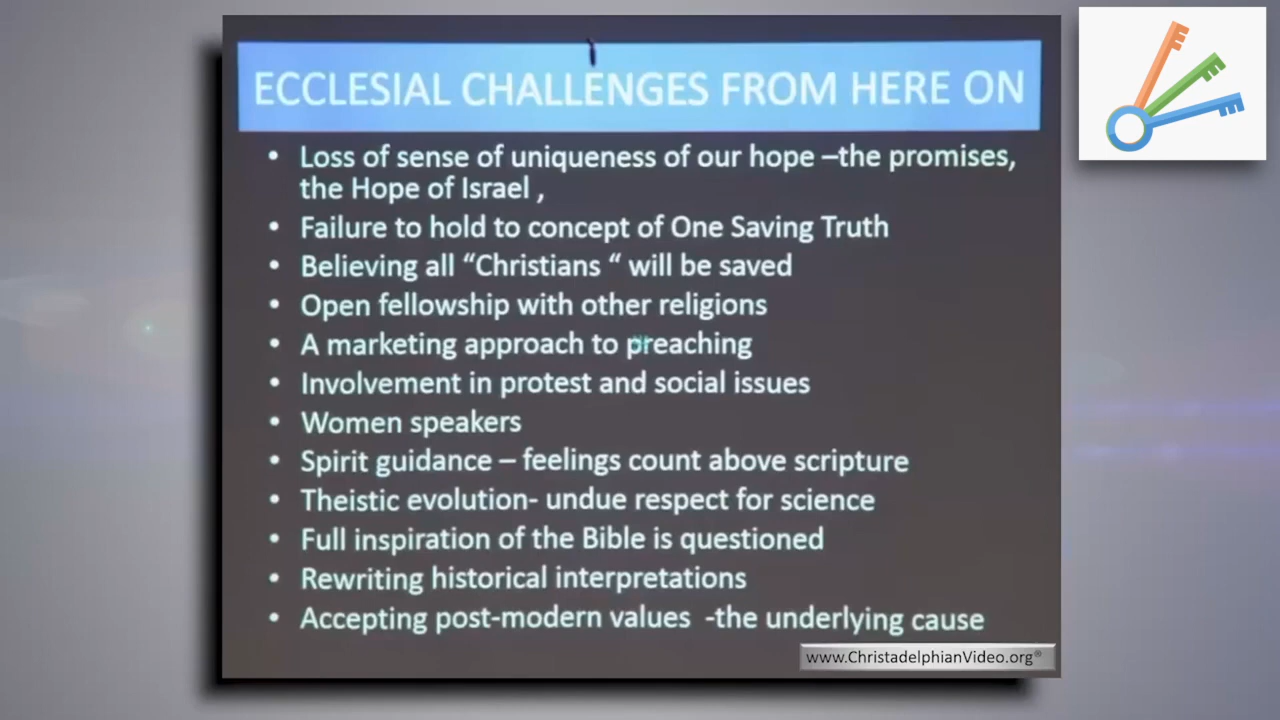 ECCLESIAL CHALLENGES FROM HERE ON
• Loss of sense of uniqueness of our hope –the promises,
the Hope of Israel ,
• Failure to hold to concept of One Saving Truth
• Believing all “Christians “ will be saved
• Open fellowship with other religions
• A marketing approach to preaching
• Involvement in protest and social issues
• Women speakers
• Spirit guidance – feelings count above scripture
• Theistic evolution- undue respect for science
• Full inspiration of the Bible is questioned
• Rewriting historical interpretations
• Accepting post-modern values -the underlying cause
www.ChristadelphianVideo.org®